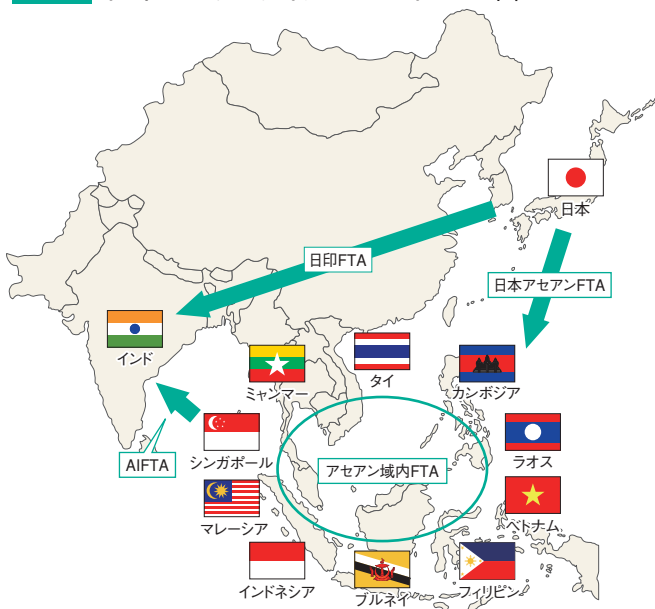 日本
日印FTA
日本アセアンFTA
インド
ミャンマー
タイ
カンボジア
AIFTA
シンガポール
アセアン域内FTA
ラオス
マレーシア
ベトナム
インドネシア
ブルネイ
フィリピン